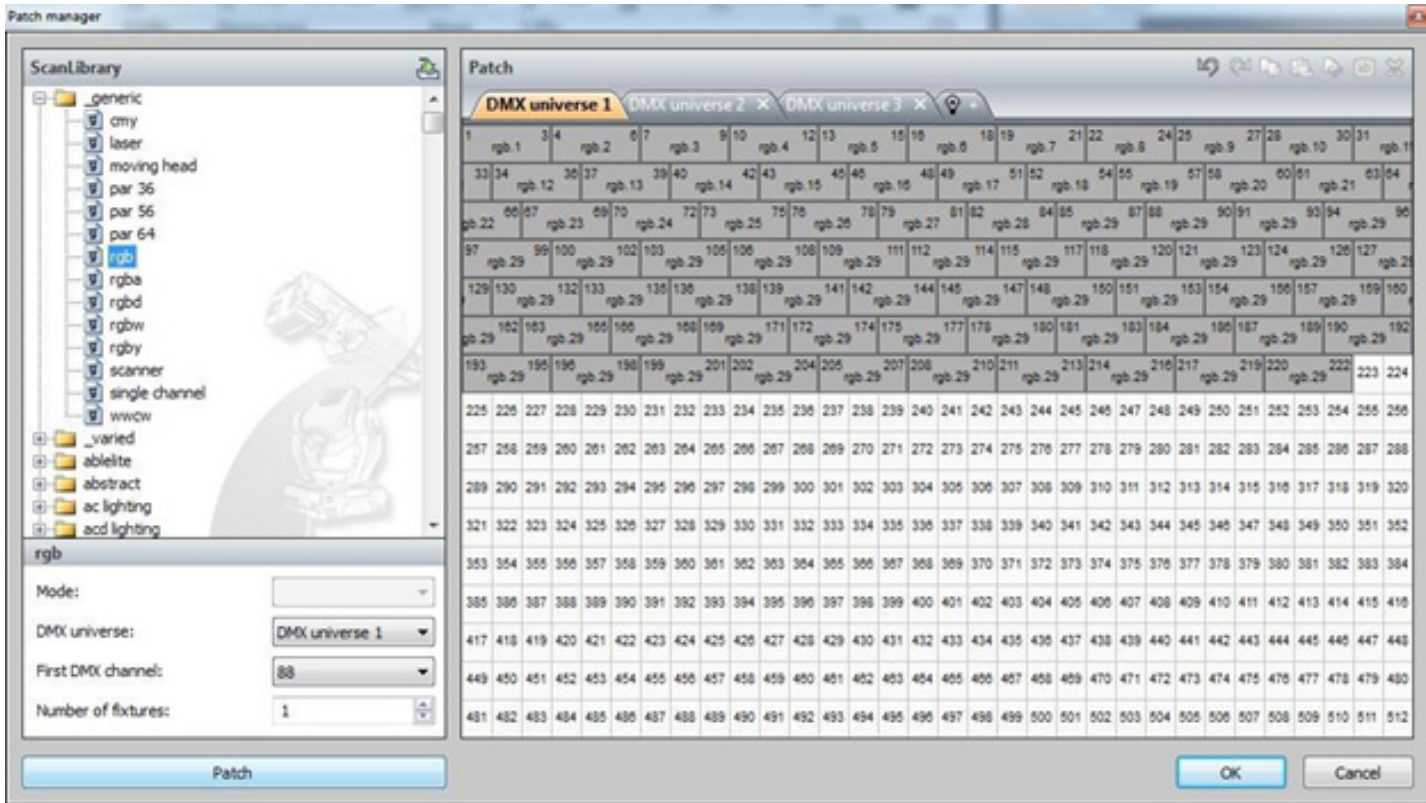 Patch manager
ScanLibrary
_generic
cmy
laser
moving head
par 36
par 56
par 64
rgb
rgba
rgbd
rgbw
rgby
scanner
single channel
wwcw
_varied
ablelite
abstract
ac lighting
acd lighting
rgb
Mode:
DMX universe: DMX universe 1
First DMX channel: 88
Number of fixtures: 1
Patch
Patch
DMX universe 1 DMX universe 2 DMX universe 3
1 rgb.1 3 4 rgb.2 6 7 rgb.3 9 10 rgb.4 12 13 rgb.5 15 16 rgb.6 18 19 rgb.7 21 22 rgb.8 24 25 rgb.9 27 28 rgb.10 30 31 rgb.11
33 34 rgb.12 36 37 rgb.13 39 40 rgb.14 42 43 rgb.15 45 46 rgb.16 48 49 rgb.17 51 52 rgb.18 54 55 rgb.19 57 58 rgb.20 60 61 rgb.21 63 64
rgb.22 66 67 rgb.23 69 70 rgb.24 72 73 rgb.25 75 76 rgb.26 78 79 rgb.27 81 82 rgb.28 84 85 rgb.29 87 88 rgb.29 90 91 rgb.29 93 94 rgb.29 96
97 rgb.29 99 100 rgb.29 102 103 rgb.29 105 106 rgb.29 108 109 rgb.29 111 112 rgb.29 114 115 rgb.29 117 118 rgb.29 120 121 rgb.29 123 124 rgb.29 126 127 rgb.29
129 130 rgb.29 132 133 rgb.29 135 136 rgb.29 138 139 rgb.29 141 142 rgb.29 144 145 rgb.29 147 148 rgb.29 150 151 rgb.29 153 154 rgb.29 156 157 rgb.29 159 160
rgb.29 162 163 rgb.29 165 166 rgb.29 168 169 rgb.29 171 172 rgb.29 174 175 rgb.29 177 178 rgb.29 180 181 rgb.29 183 184 rgb.29 186 187 rgb.29 189 190 rgb.29 192
193 rgb.29 195 196 rgb.29 198 199 rgb.29 201 202 rgb.29 204 205 rgb.29 207 208 rgb.29 210 211 rgb.29 213 214 rgb.29 216 217 rgb.29 219 220 rgb.29 222 223 224
225 226 227 228 229 230 231 232 233 234 235 236 237 238 239 240 241 242 243 244 245 246 247 248 249 250 251 252 253 254 255 256
257 258 259 260 261 262 263 264 265 266 267 268 269 270 271 272 273 274 275 276 277 278 279 280 281 282 283 284 285 286 287 288
289 290 291 292 293 294 295 296 297 298 299 300 301 302 303 304 305 306 307 308 309 310 311 312 313 314 315 316 317 318 319 320
321 322 323 324 325 326 327 328 329 330 331 332 333 334 335 336 337 338 339 340 341 342 343 344 345 346 347 348 349 350 351 352
353 354 355 356 357 358 359 360 361 362 363 364 365 366 367 368 369 370 371 372 373 374 375 376 377 378 379 380 381 382 383 384
385 386 387 388 389 390 391 392 393 394 395 396 397 398 399 400 401 402 403 404 405 406 407 408 409 410 411 412 413 414 415 416
417 418 419 420 421 422 423 424 425 426 427 428 429 430 431 432 433 434 435 436 437 438 439 440 441 442 443 444 445 446 447 448
449 450 451 452 453 454 455 456 457 458 459 460 461 462 463 464 465 466 467 468 469 470 471 472 473 474 475 476 477 478 479 480
481 482 483 484 485 486 487 488 489 490 491 492 493 494 495 496 497 498 499 500 501 502 503 504 505 506 507 508 509 510 511 512
OK Cancel